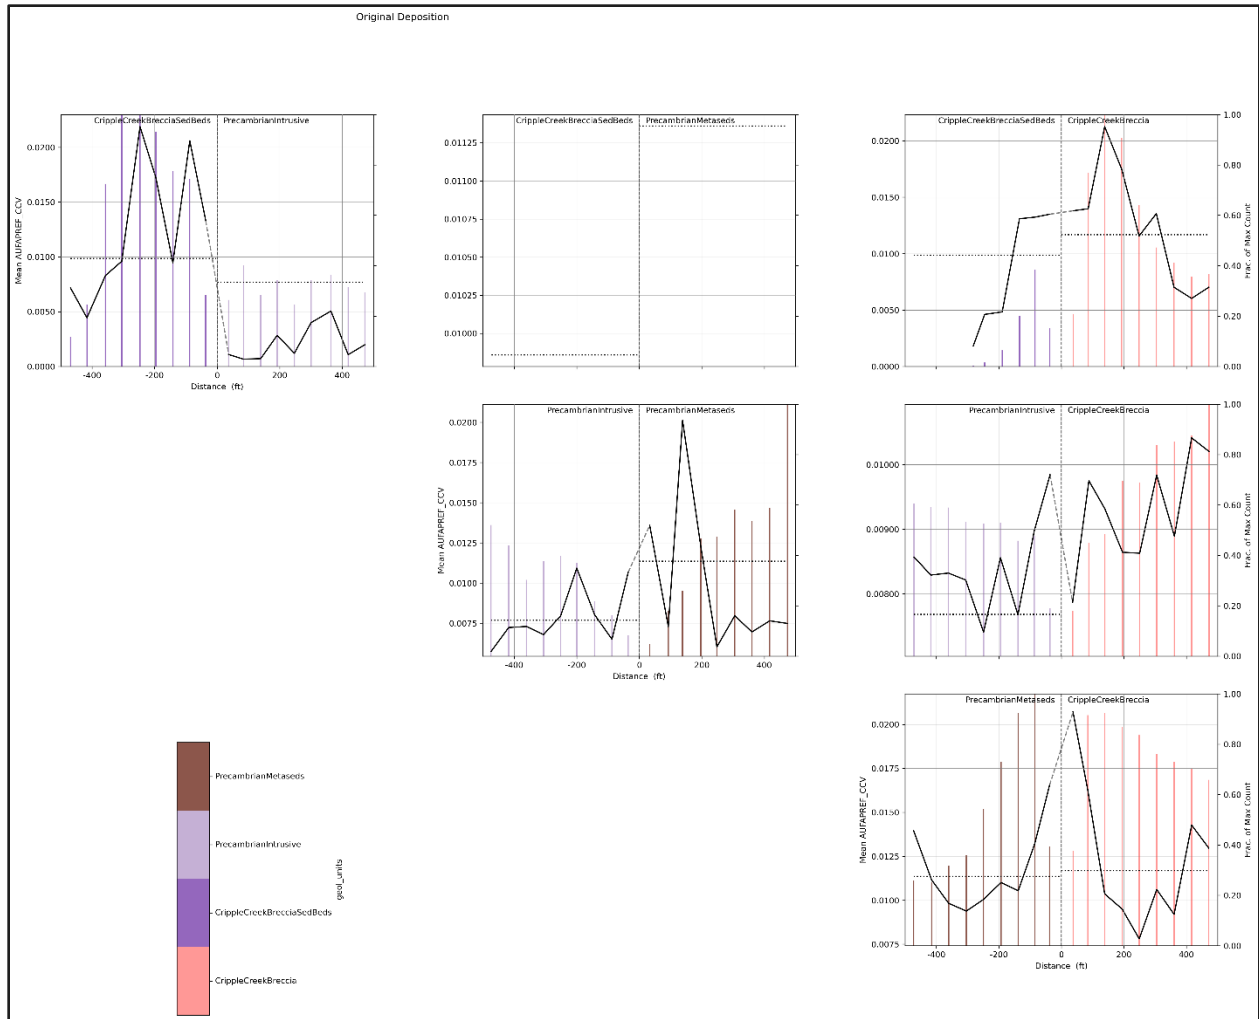 Original Deposition
CrippleCreekBrecciaSedBeds PrecambrianIntrusive
0.0200
0.0150
0.0100
0.0050
0.0000
Mean AUFAPREF_CCV
-400 -200 0 200 400
Distance (ft)
CrippleCreekBrecciaSedBeds PrecambrianMetaseds
0.01125
0.01100
0.01075
0.01050
0.01025
0.01000
CrippleCreekBrecciaSedBeds CrippleCreekBreccia
0.0200
0.0150
0.0100
0.0050
0.0000
1.00
0.80
0.60
0.40
0.20
0.00
Frac. of Max Count
PrecambrianIntrusive PrecambrianMetaseds
0.0200
0.0175
0.0150
0.0125
0.0100
0.0075
Mean AUFAPREF_CCV
-400 -200 0 200 400
Distance (ft)
PrecambrianIntrusive CrippleCreekBreccia
0.01000
0.00900
0.00800
1.00
0.80
0.60
0.40
0.20
0.00
Frac. of Max Count
PrecambrianMetaseds CrippleCreekBreccia
0.0200
0.0175
0.0150
0.0125
0.0100
0.0075
Mean AUFAPREF_CCV
1.00
0.80
0.60
0.40
0.20
0.00
Frac. of Max Count
-400 -200 0 200 400
Distance (ft)
PrecambrianMetaseds
PrecambrianIntrusive
CrippleCreekBrecciaSedBeds
CrippleCreekBreccia
geol_units